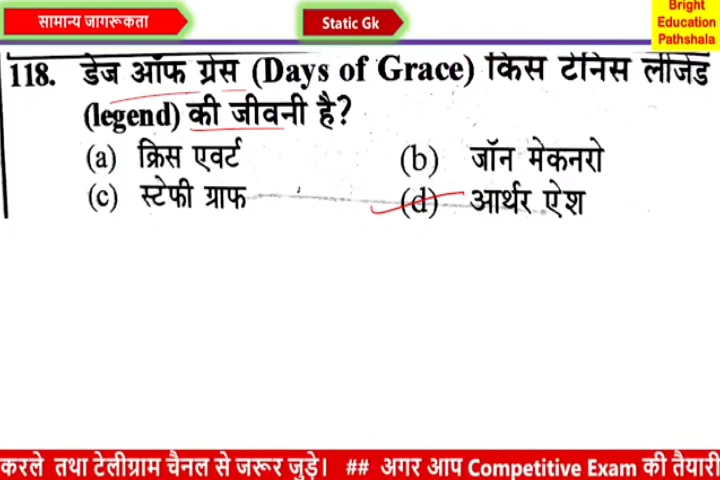 सामान्य जागरूकता
Static Gk
Bright
Education
Pathshala
118. डेज ऑफ ग्रेस (Days of Grace) किस टेनिस लीजेंड
(legend) की जीवनी है?
(a) क्रिस एवर्ट (b) जॉन मेकनरो
(c) स्टेफी ग्राफ (d) आर्थर ऐश
करले तथा टेलीग्राम चैनल से जरूर जुड़े। ## अगर आप Competitive Exam की तैयारी